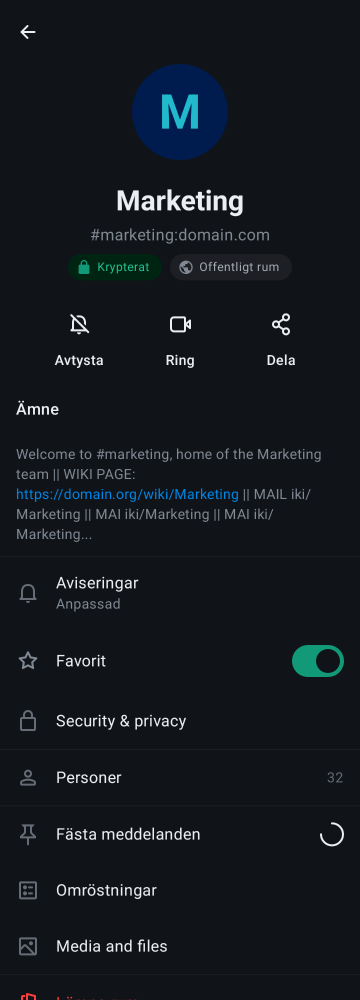 M
Marketing
#marketing:domain.com
Krypterat
Offentligt rum
Avtysta
Ring
Dela
Ämne
Welcome to #marketing, home of the Marketing
team || WIKI PAGE:
https://domain.org/wiki/Marketing || MAIL iki/
Marketing || MAI iki/Marketing || MAI iki/
Marketing...
Aviseringar
Anpassad
Favorit
Security & privacy
Personer 32
Fästa meddelanden
Omröstningar
Media and files